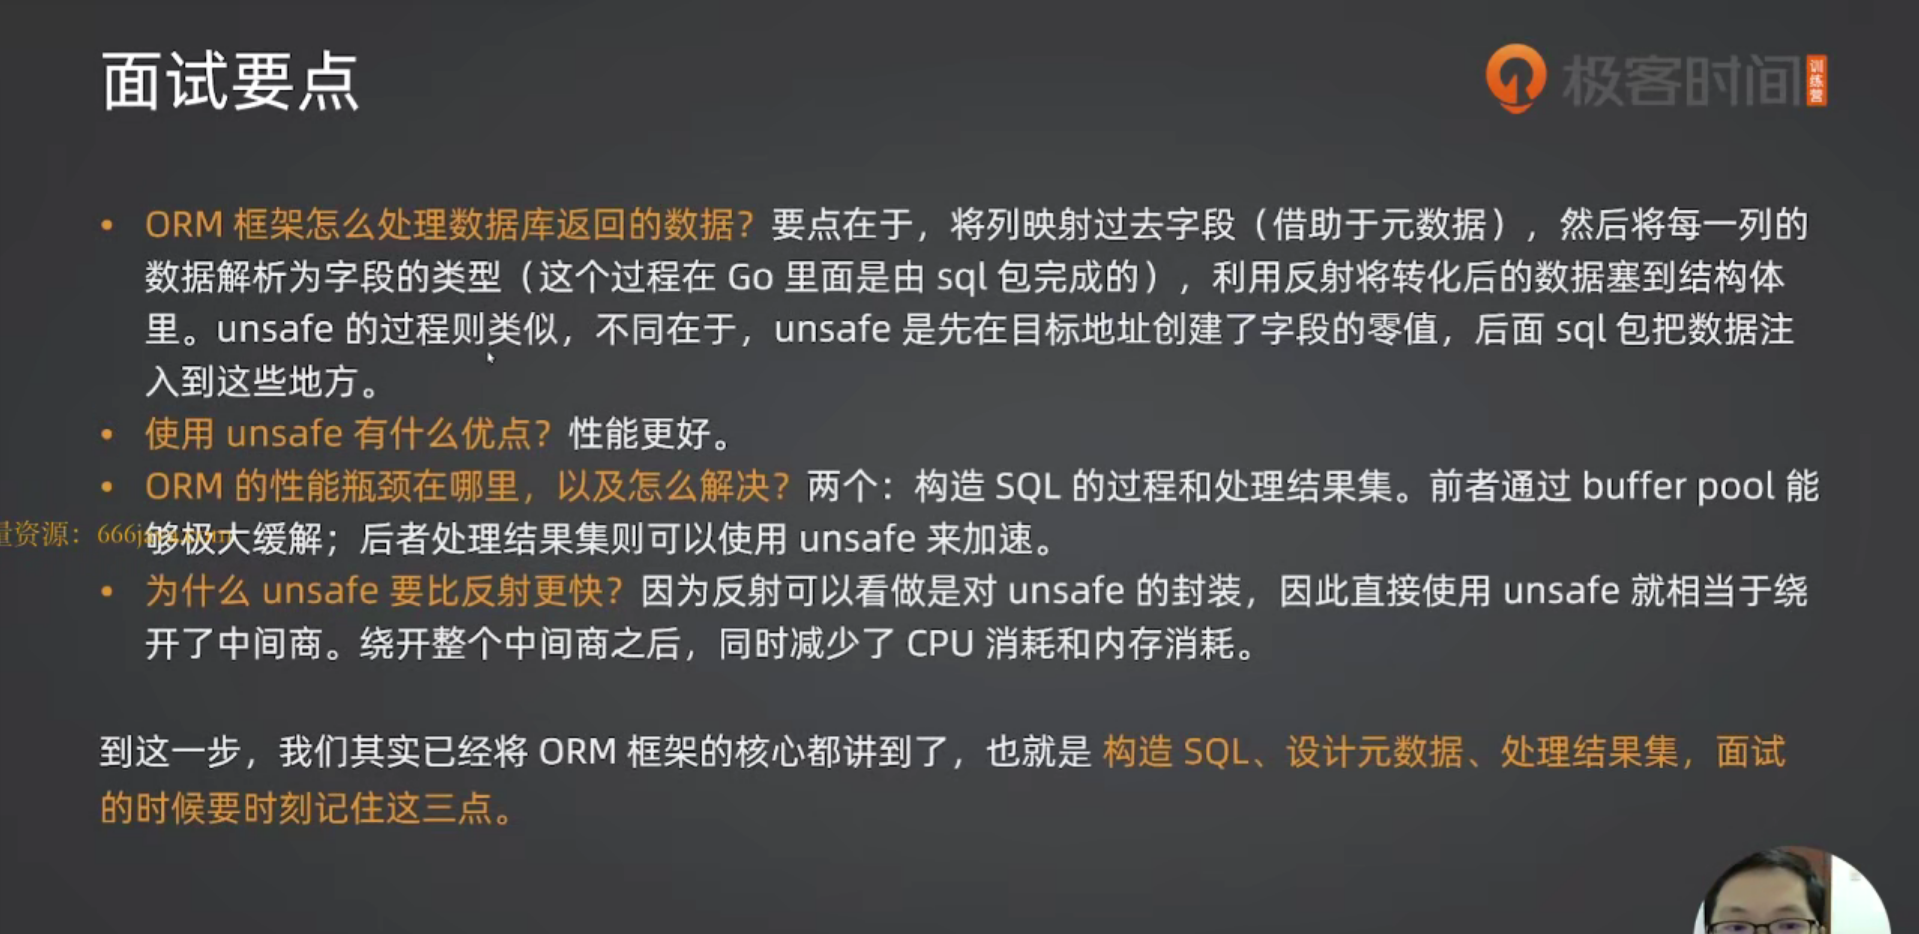 面试要点
极客时间
训练营
• ORM 框架怎么处理数据库返回的数据？要点在于，将列映射过去字段（借助于元数据），然后将每一列的
数据解析为字段的类型（这个过程在 Go 里面是由 sql 包完成的），利用反射将转化后的数据塞到结构体
里。unsafe 的过程则类似，不同在于，unsafe 是先在目标地址创建了字段的零值，后面 sql 包把数据注
入到这些地方。
• 使用 unsafe 有什么优点？性能更好。
• ORM 的性能瓶颈在哪里，以及怎么解决？两个：构造 SQL 的过程和处理结果集。前者通过 buffer pool 能
量资源：
够极大缓解；后者处理结果集则可以使用 unsafe 来加速。
• 为什么 unsafe 要比反射更快？因为反射可以看做是对 unsafe 的封装，因此直接使用 unsafe 就相当于绕
开了中间商。绕开整个中间商之后，同时减少了 CPU 消耗和内存消耗。
到这一步，我们其实已经将 ORM 框架的核心都讲到了，也就是 构造 SQL、设计元数据、处理结果集，面试
的时候要时刻记住这三点。